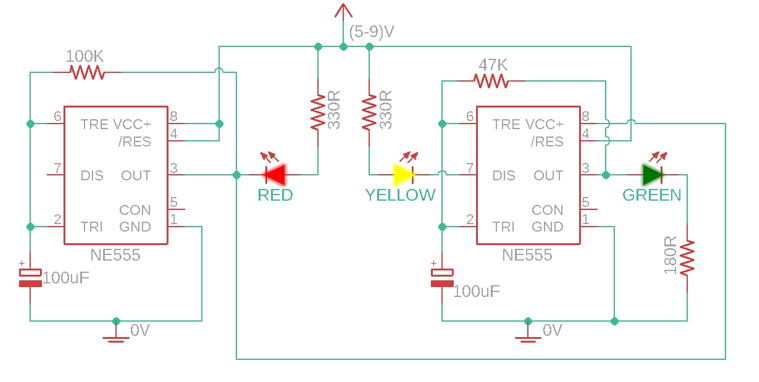 (5-9)V
100K
47K
330R
330R
6 TRE VCC+ 8
/RES 4
7 DIS OUT 3
CON 5
2 TRI GND 1
NE555
100uF
0V
RED
YELLOW
6 TRE VCC+ 8
/RES 4
7 DIS OUT 3
CON 5
2 TRI GND 1
NE555
100uF
0V
GREEN
180R
+
+